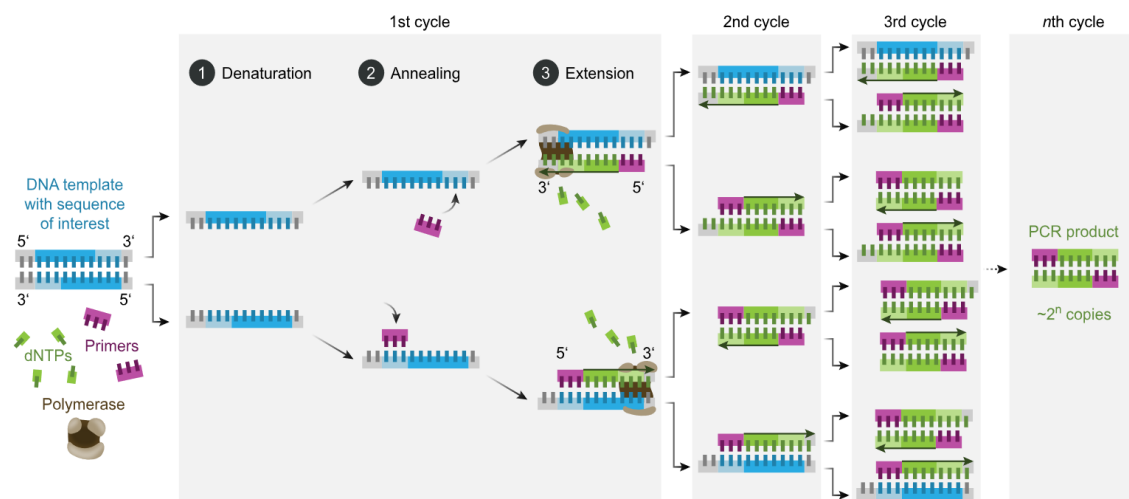 1st cycle
2nd cycle
3rd cycle
nth cycle
1 Denaturation
2 Annealing
3 Extension
DNA template
with sequence
of interest
5‘ 3‘
3‘ 5‘
3‘ 5‘
5‘ 3‘
dNTPs
Primers
Polymerase
PCR product
~2ⁿ copies